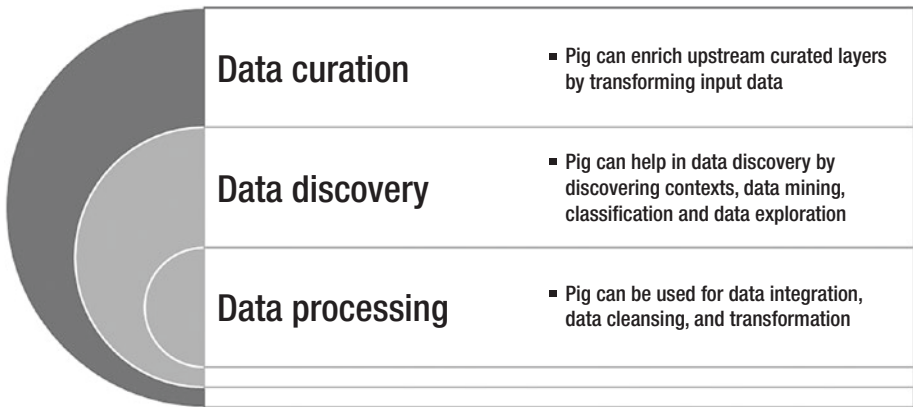 Data curation
▪ Pig can enrich upstream curated layers
by transforming input data
Data discovery
▪ Pig can help in data discovery by
discovering contexts, data mining,
classification and data exploration
Data processing
▪ Pig can be used for data integration,
data cleansing, and transformation